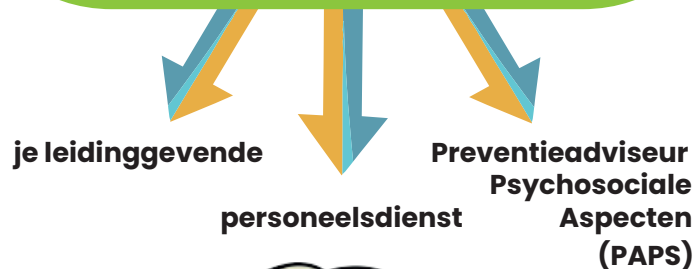 je leidinggevende
personeelsdienst
Preventieadviseur
Psychosociale
Aspecten
(PAPS)